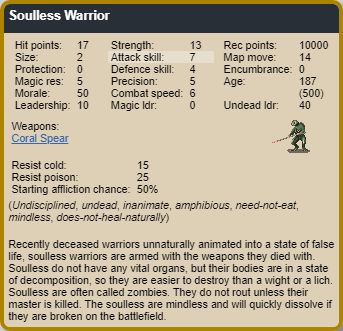 Soulless Warrior
Hit points: 17 Strength: 13 Rec points: 10000
Size: 2 Attack skill: 7 Map move: 14
Protection: 0 Defence skill: 4 Encumbrance: 0
Magic res: 5 Precision: 5 Age: 187
Morale: 50 Combat speed: 6 (500)
Leadership: 10 Magic ldr: 0 Undead ldr: 40
Weapons:
Coral Spear
Resist cold: 15
Resist poison: 25
Starting affliction chance: 50%
(Undisciplined, undead, inanimate, amphibious, need-not-eat,
mindless, does-not-heal-naturally)
Recently deceased warriors unnaturally animated into a state of false
life, soulless warriors are armed with the weapons they died with.
Soulless do not have any vital organs, but their bodies are in a state
of decomposition, so they are easier to destroy than a wight or a lich.
Soulless are often called zombies. They do not rout unless their
master is killed. The soulless are mindless and will quickly dissolve if
they are broken on the battlefield.